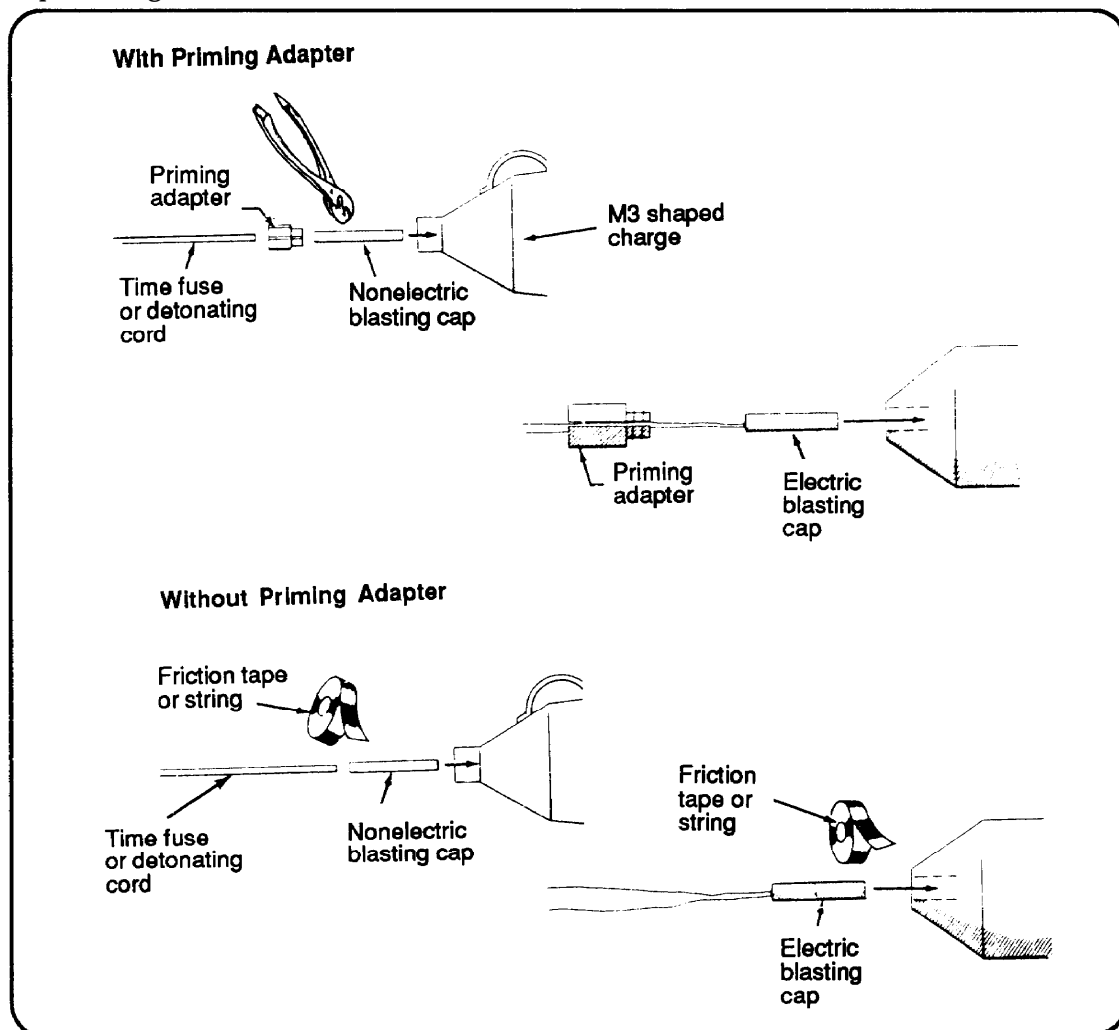 With Priming Adapter
Priming
adapter
M3 shaped
charge
Time fuse
or detonating
cord
Nonelectric
blasting cap
Priming
adapter
Electric
blasting
cap
Without Priming Adapter
Friction tape
or string
Friction
tape or
string
Time fuse
or detonating
cord
Nonelectric
blasting cap
Electric
blasting
cap